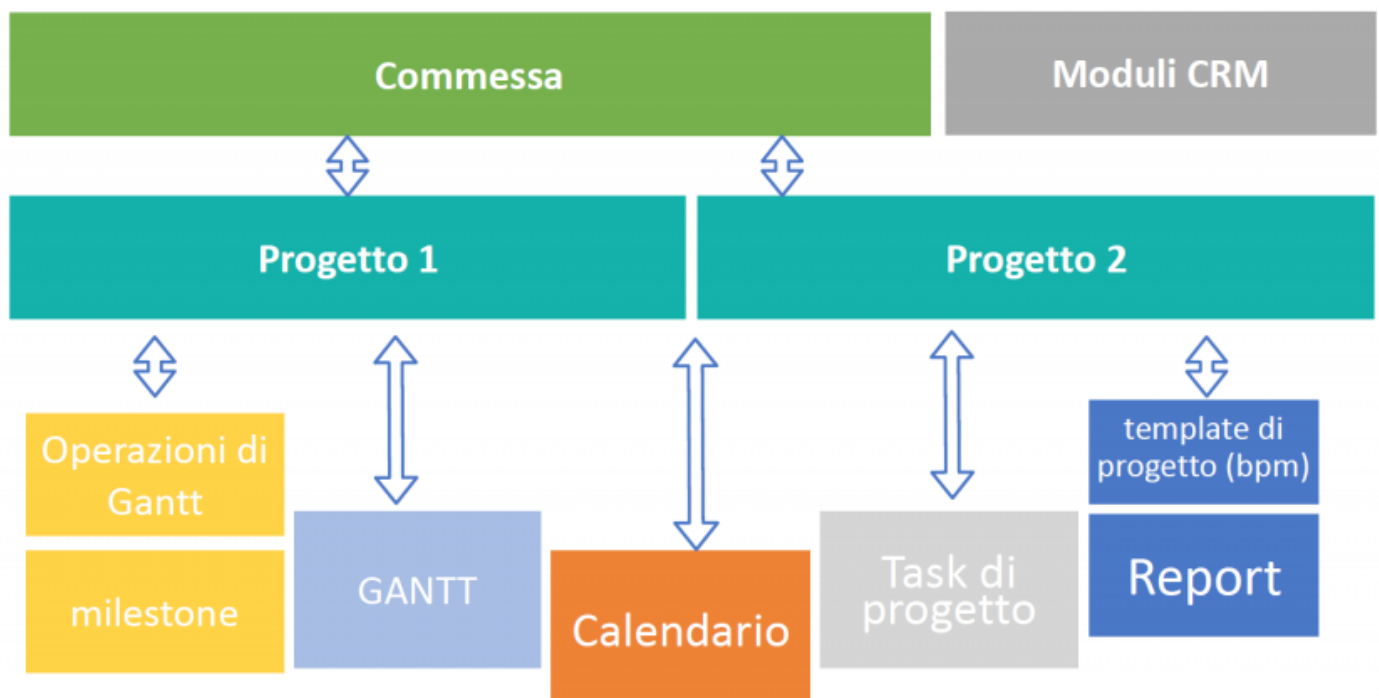 Commessa
Moduli CRM
Progetto 1
Progetto 2
Operazioni di
Gantt
milestone
GANTT
Calendario
Task di
progetto
template di
progetto (bpm)
Report